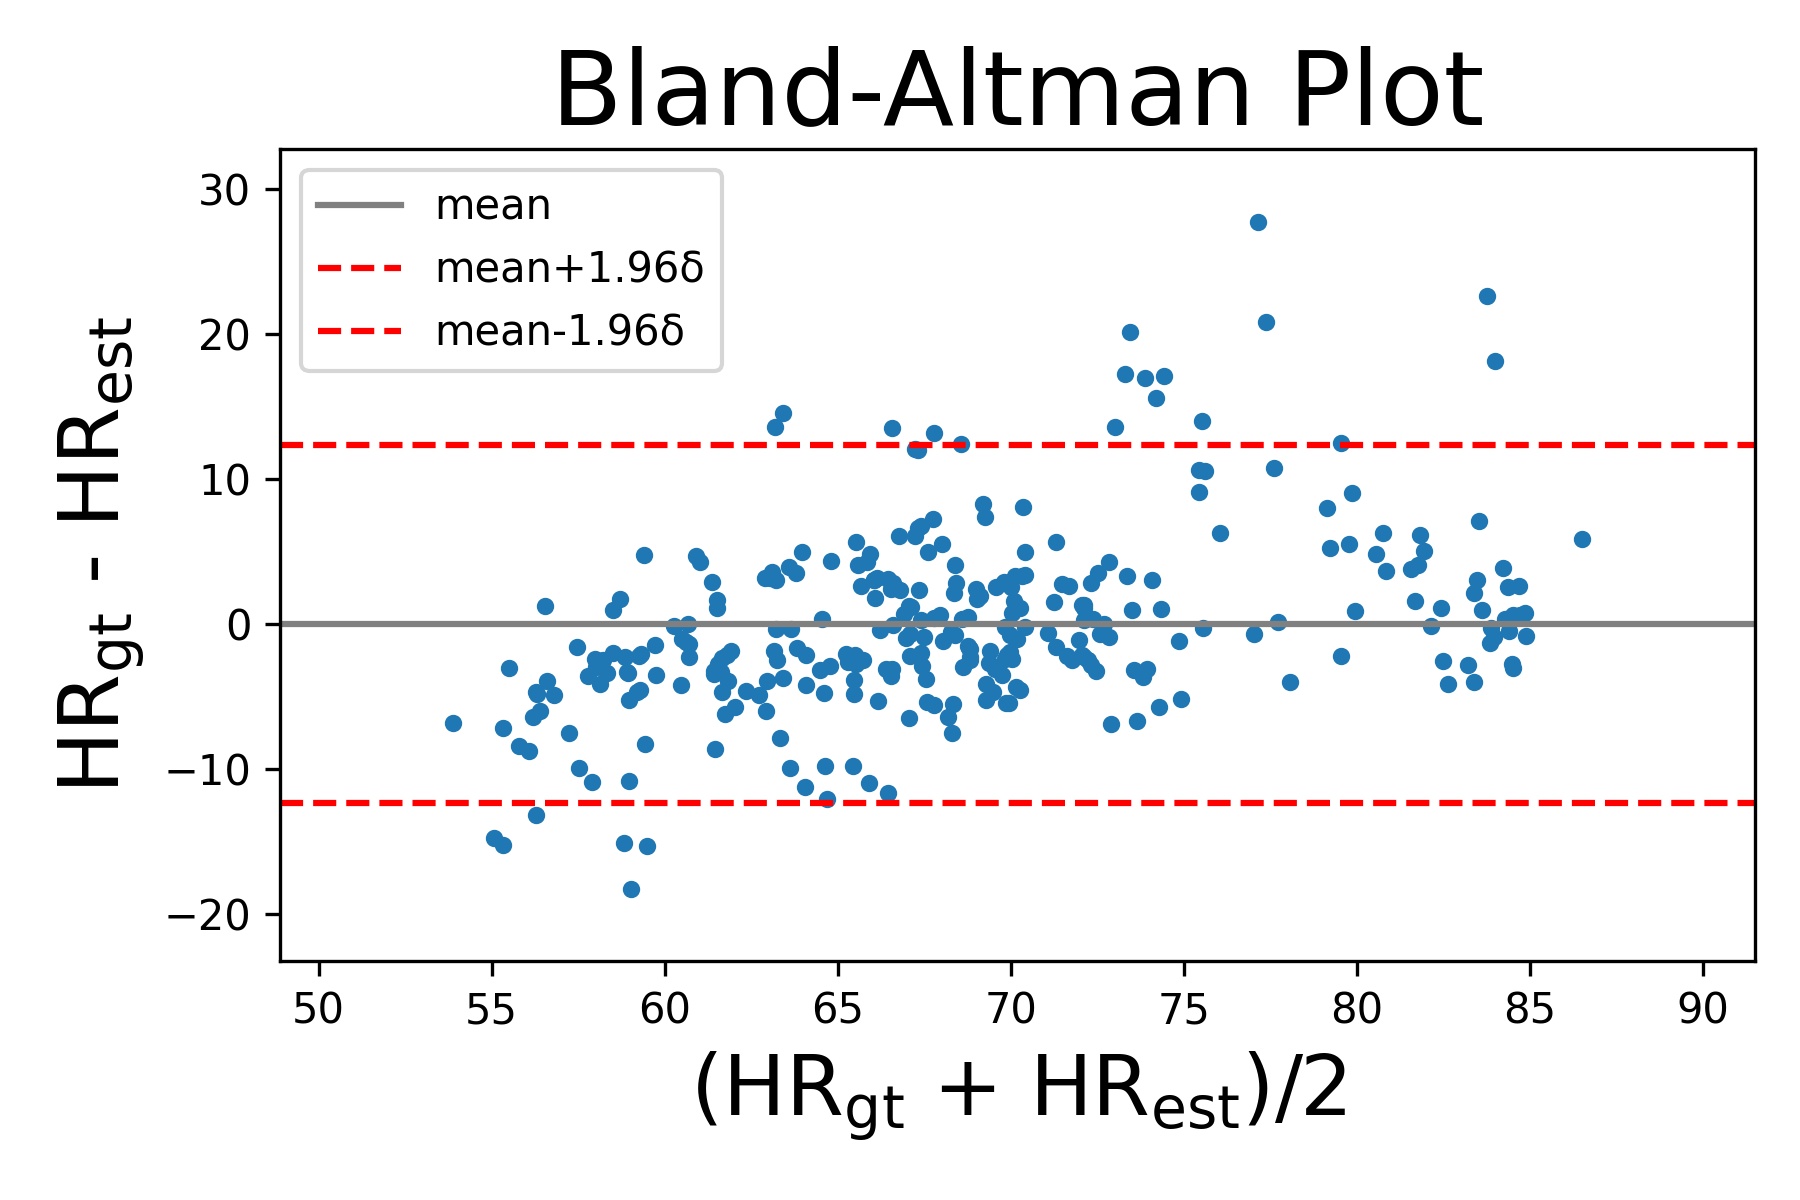 Bland-Altman Plot
mean
mean+1.96δ
mean-1.96δ
HRgt - HRest
30
20
10
0
−10
−20
50 55 60 65 70 75 80 85 90
(HRgt + HRest)/2